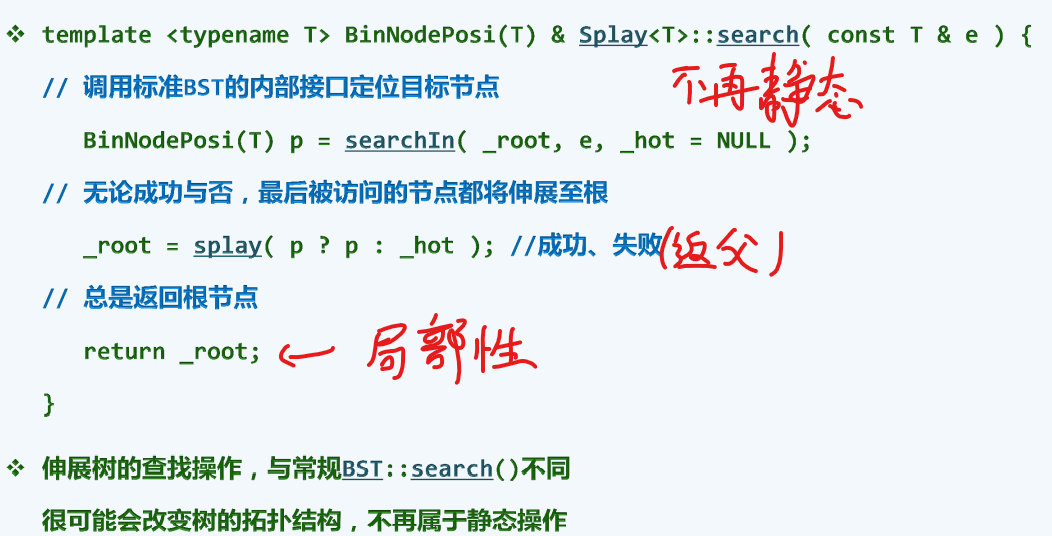 ❖ template <typename T> BinNodePosi(T) & Splay<T>::search( const T & e ) {
// 调用标准BST的内部接口定位目标节点
不再静态
BinNodePosi(T) p = searchIn( _root, e, _hot = NULL );
// 无论成功与否，最后被访问的节点都将伸展至根
_root = splay( p ? p : _hot ); //成功、失败(返父)
// 总是返回根节点
return _root; ← 局部性
}
❖ 伸展树的查找操作，与常规BST::search()不同
很可能会改变树的拓扑结构，不再属于静态操作